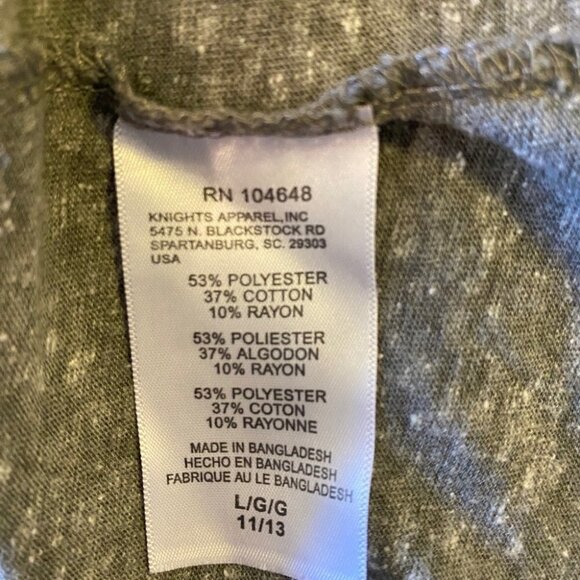 RN 104648
KNIGHTS APPAREL,INC
5475 N. BLACKSTOCK RD
SPARTANBURG, SC. 29303
USA
53% POLYESTER
37% COTTON
10% RAYON
53% POLIESTER
37% ALGODON
10% RAYON
53% POLYESTER
37% COTON
10% RAYONNE
MADE IN BANGLADESH
HECHO EN BANGLADESH
FABRIQUE AU LE BANGLADESH
L/G/G
11/13